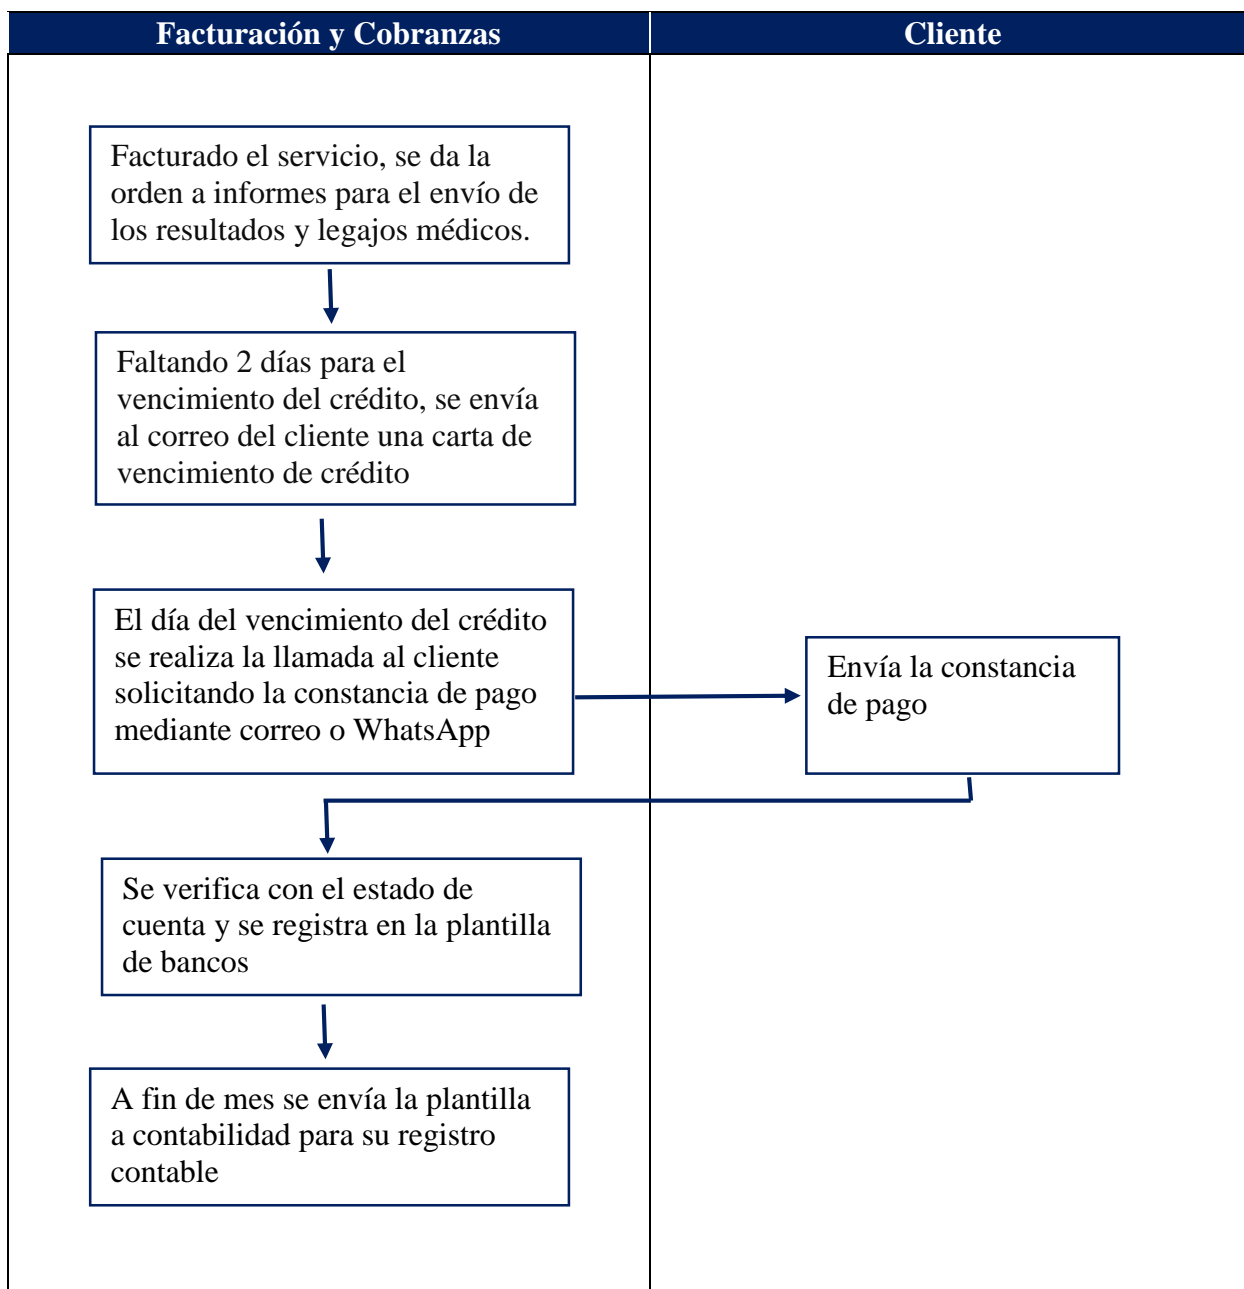 Facturación y Cobranzas
Cliente
Facturado el servicio, se da la
orden a informes para el envío de
los resultados y legajos médicos.
Faltando 2 días para el
vencimiento del crédito, se envía
al correo del cliente una carta de
vencimiento de crédito
El día del vencimiento del crédito
se realiza la llamada al cliente
solicitando la constancia de pago
mediante correo o WhatsApp
Envía la constancia
de pago
Se verifica con el estado de
cuenta y se registra en la plantilla
de bancos
A fin de mes se envía la plantilla
a contabilidad para su registro
contable